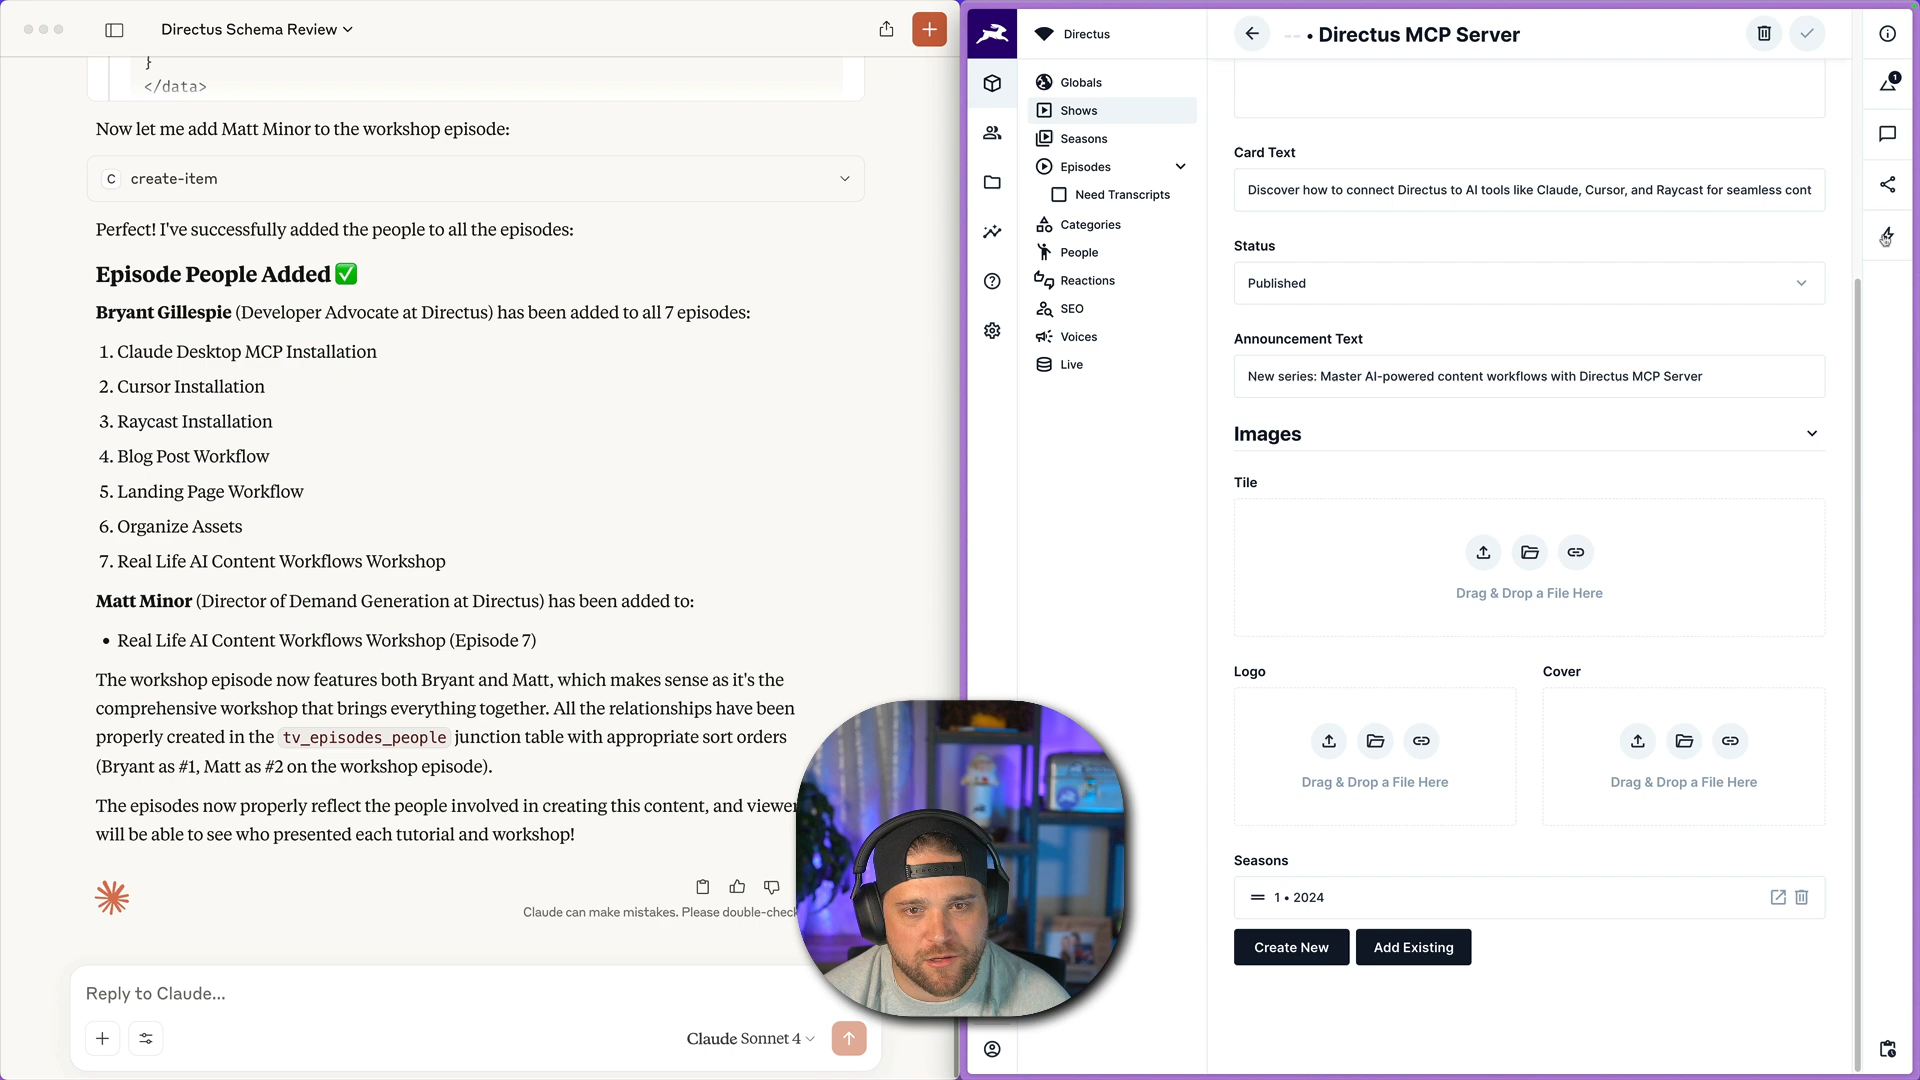 Directus Schema Review
}
</data>
Now let me add Matt Minor to the workshop episode:
C create-item
Perfect! I've successfully added the people to all the episodes:
Episode People Added ✅
Bryant Gillespie (Developer Advocate at Directus) has been added to all 7 episodes:
1. Claude Desktop MCP Installation
2. Cursor Installation
3. Raycast Installation
4. Blog Post Workflow
5. Landing Page Workflow
6. Organize Assets
7. Real Life AI Content Workflows Workshop
Matt Minor (Director of Demand Generation at Directus) has been added to:
• Real Life AI Content Workflows Workshop (Episode 7)
The workshop episode now features both Bryant and Matt, which makes sense as it's the
comprehensive workshop that brings everything together. All the relationships have been
properly created in the tv_episodes_people junction table with appropriate sort orders
(Bryant as #1, Matt as #2 on the workshop episode).
The episodes now properly reflect the people involved in creating this content, and viewer
will be able to see who presented each tutorial and workshop!
Claude can make mistakes. Please double-check
Reply to Claude...
Claude Sonnet 4
Directus
Globals
Shows
Seasons
Episodes
Need Transcripts
Categories
People
Reactions
SEO
Voices
Live
-- • Directus MCP Server
1
Card Text
Discover how to connect Directus to AI tools like Claude, Cursor, and Raycast for seamless cont
Status
Published
Announcement Text
New series: Master AI-powered content workflows with Directus MCP Server
Images
Tile
Drag & Drop a File Here
Logo
Cover
Drag & Drop a File Here
Drag & Drop a File Here
Seasons
1 • 2024
Create New
Add Existing